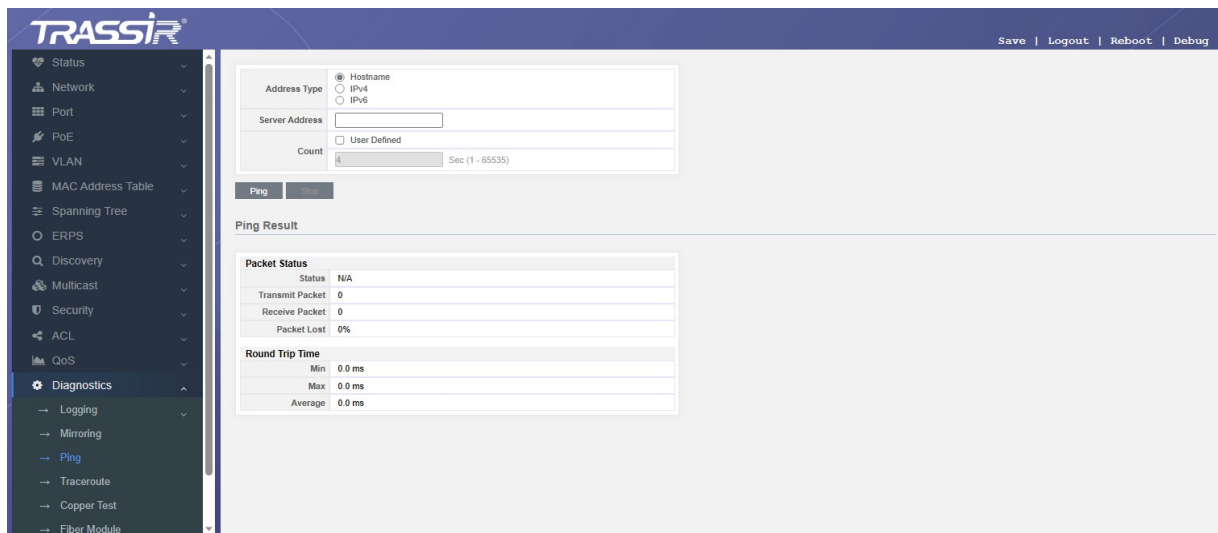 TRASSIR®
Save | Logout | Reboot | Debug
Status
Network
Port
PoE
VLAN
MAC Address Table
Spanning Tree
ERPS
Discovery
Multicast
Security
ACL
QoS
Diagnostics
→ Logging
→ Mirroring
→ Ping
→ Traceroute
→ Copper Test
→ Fiber Module
Address Type
Hostname
IPv4
IPv6
Server Address
Count
User Defined
4 Sec (1 - 65535)
Ping Stop
Ping Result
Packet Status
Status N/A
Transmit Packet 0
Receive Packet 0
Packet Lost 0%
Round Trip Time
Min 0.0 ms
Max 0.0 ms
Average 0.0 ms